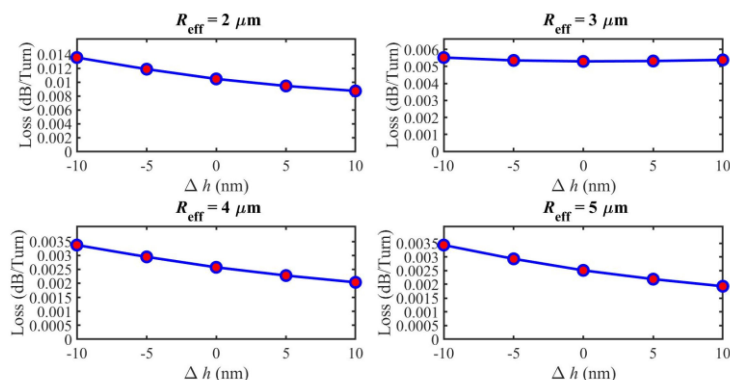 R_eff = 2 μm
Loss (dB/Turn)
0.014
0.012
0.01
0.008
0.006
0.004
0.002
0
-10 -5 0 5 10
Δ h (nm)
R_eff = 3 μm
Loss (dB/Turn)
0.006
0.005
0.004
0.003
0.002
0.001
0
-10 -5 0 5 10
Δ h (nm)
R_eff = 4 μm
Loss (dB/Turn)
0.0035
0.003
0.0025
0.002
0.0015
0.001
0.0005
0
-10 -5 0 5 10
Δ h (nm)
R_eff = 5 μm
Loss (dB/Turn)
0.0035
0.003
0.0025
0.002
0.0015
0.001
0.0005
0
-10 -5 0 5 10
Δ h (nm)